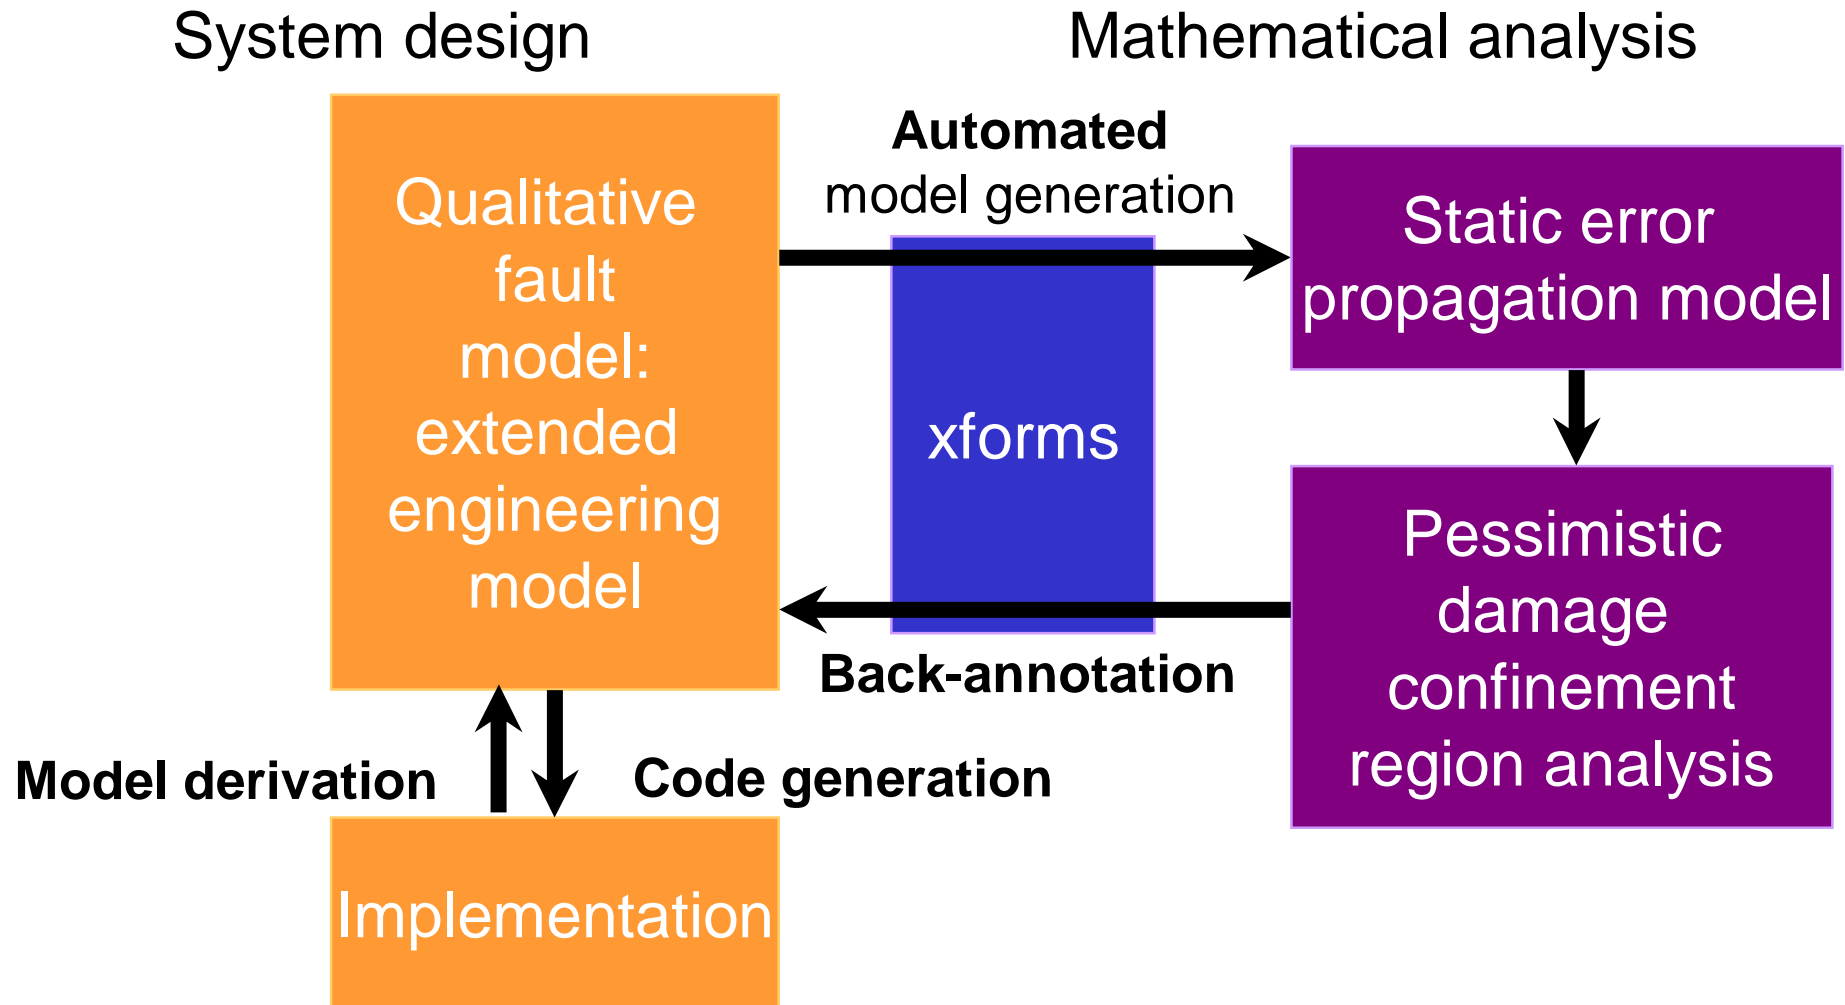 System design
Mathematical analysis
Qualitative
fault
model:
extended
engineering
model
Automated
model generation
xforms
Back-annotation
Static error
propagation model
Pessimistic
damage
confinement
region analysis
Model derivation
Code generation
Implementation